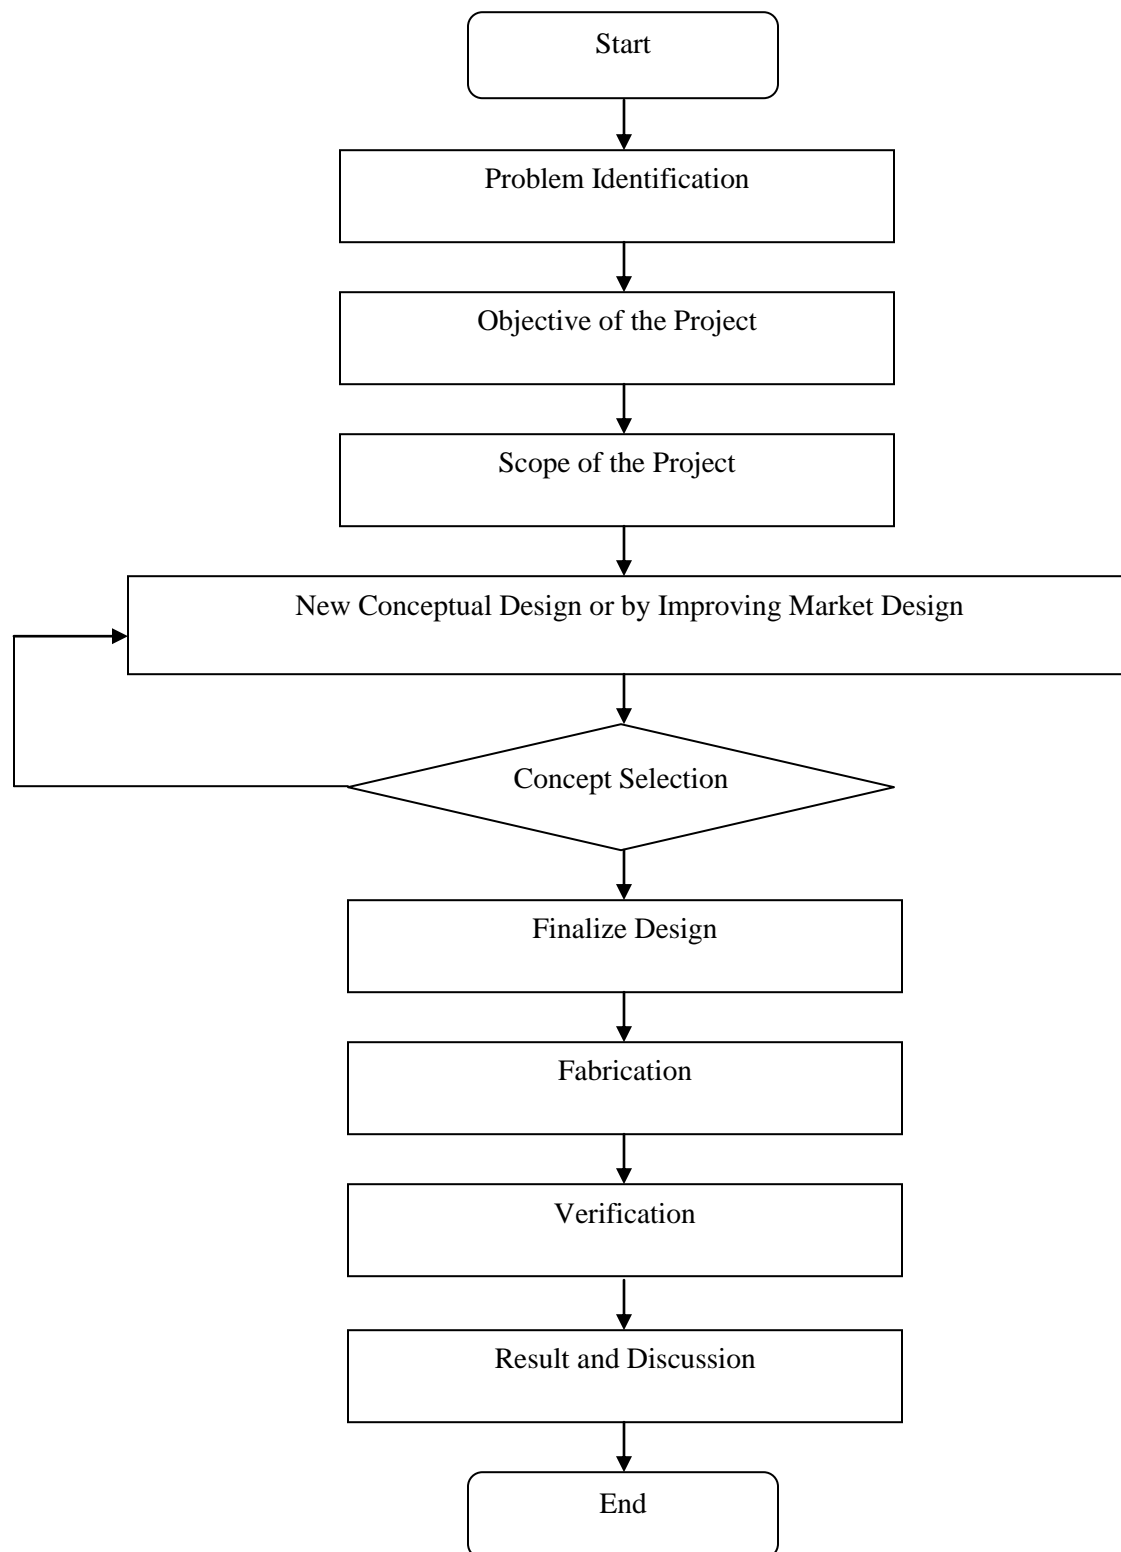 Start
Problem Identification
Objective of the Project
Scope of the Project
New Conceptual Design or by Improving Market Design
Concept Selection
Finalize Design
Fabrication
Verification
Result and Discussion
End